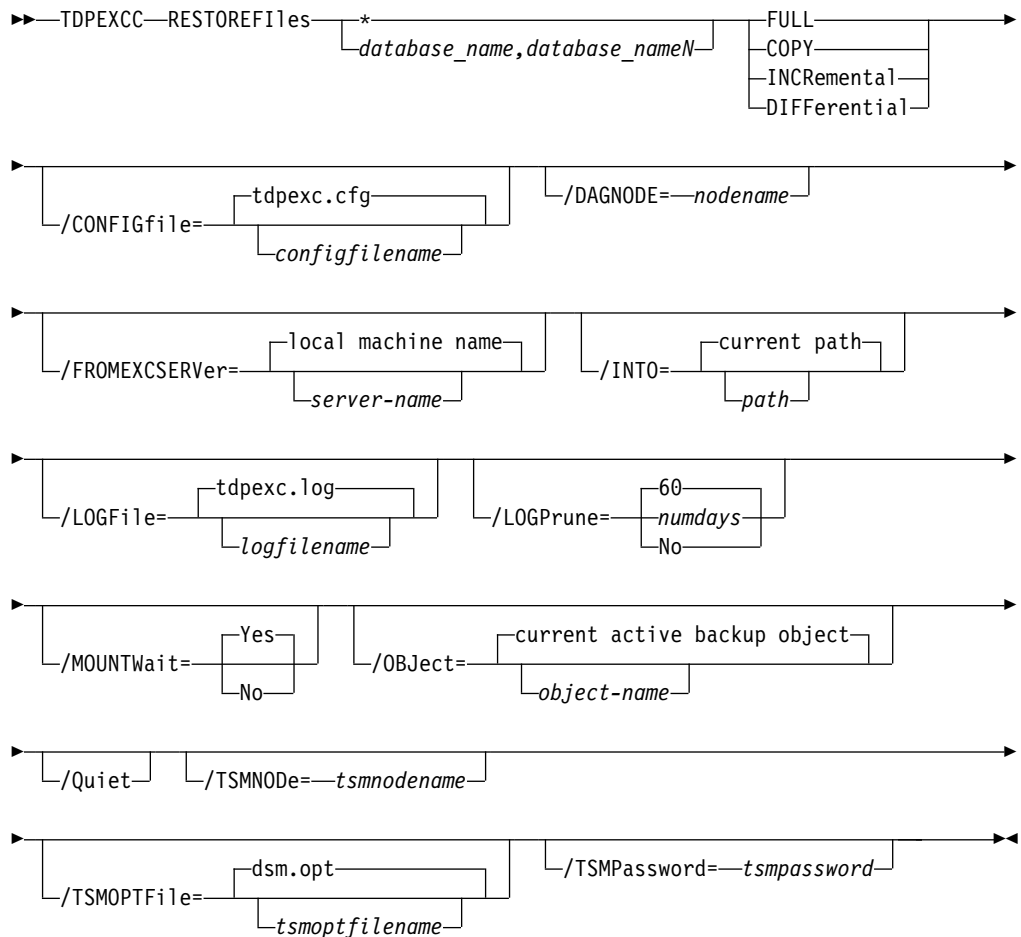 TDPEXCC RESTOREFIles * FULL
database_name,database_nameN COPY
INCRemental
DIFFerential
tdpexc.cfg /DAGNODE= nodename
/CONFIGfile=
configfilename
local machine name current path
/FROMEXCSERVer= /INTO=
server-name path
tdpexc.log 60
/LOGFile= /LOGPrune= numdays
logfilename No
Yes current active backup object
/MOUNTWait= /OBJect=
No object-name
/Quiet /TSMNODe= tsmnodename
dsm.opt /TSMPassword= tsmpassword
/TSMOPTFile=
tsmoptfilename